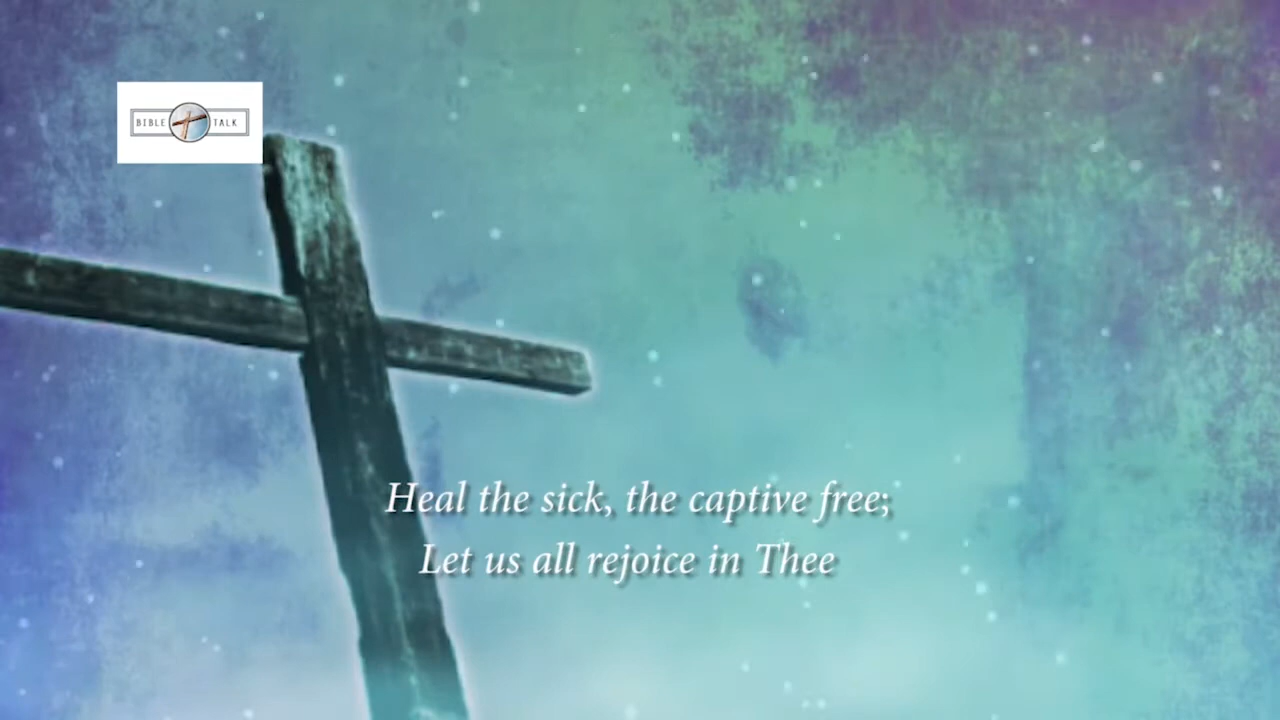 BIBLE TALK
Heal the sick, the captive free;
Let us all rejoice in Thee